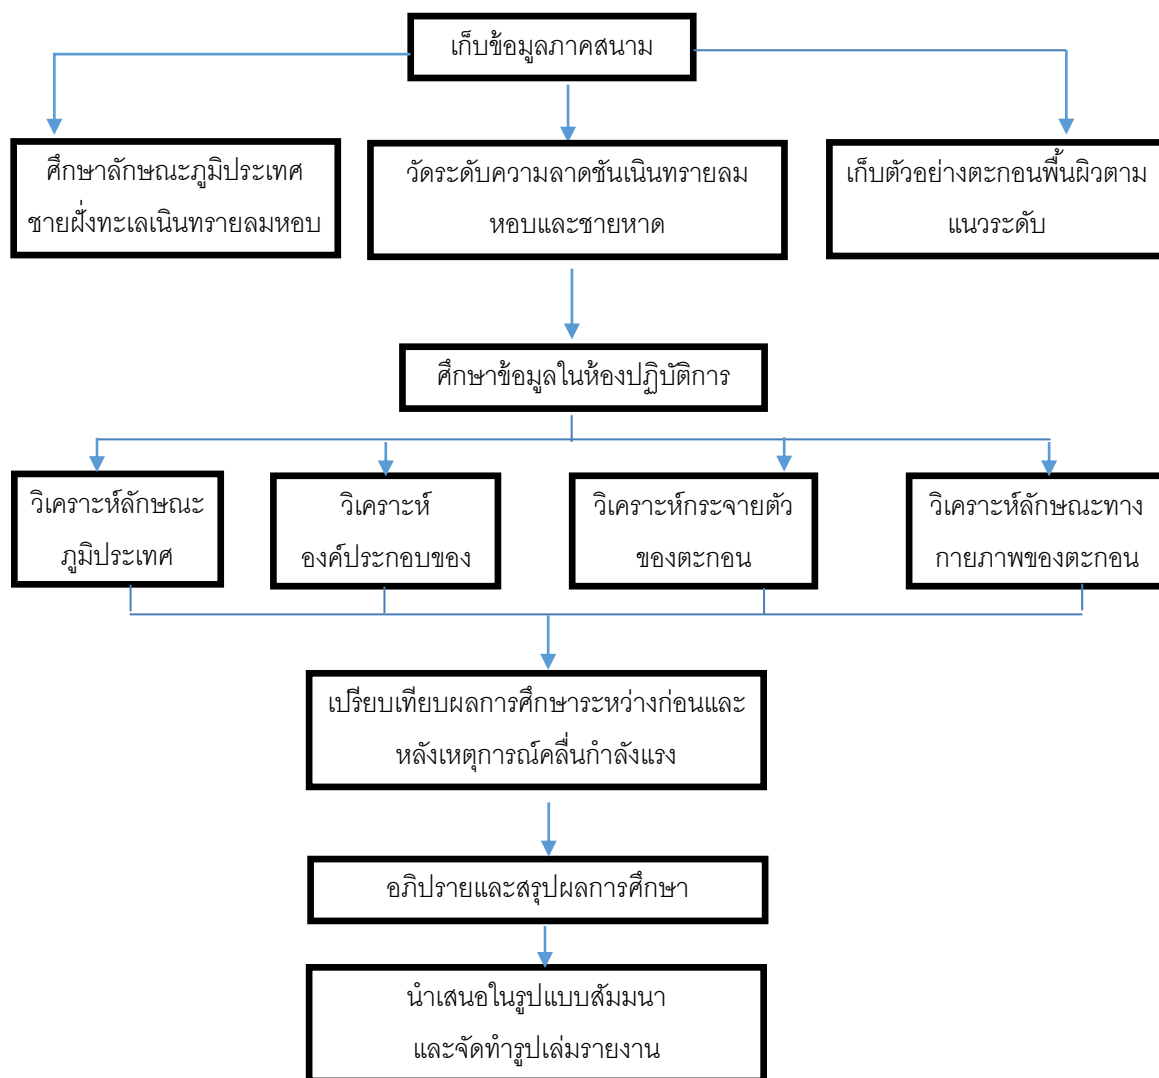 เก็บข้อมูลภาคสนาม
ศึกษาลักษณะภูมิประเทศ
ชายฝั่งทะเลเนินทรายลมหอบ
วัดระดับความลาดชันเนินทรายลม
หอบและชายหาด
เก็บตัวอย่างตะกอนพื้นผิวตาม
แนวระดับ
ศึกษาข้อมูลในห้องปฏิบัติการ
วิเคราะห์ลักษณะ
ภูมิประเทศ
วิเคราะห์
องค์ประกอบของ
วิเคราะห์กระจายตัว
ของตะกอน
วิเคราะห์ลักษณะทาง
กายภาพของตะกอน
เปรียบเทียบผลการศึกษาระหว่างก่อนและ
หลังเหตุการณ์คลื่นกำลังแรง
อภิปรายและสรุปผลการศึกษา
นำเสนอในรูปแบบสัมมนา
และจัดทำรูปเล่มรายงาน